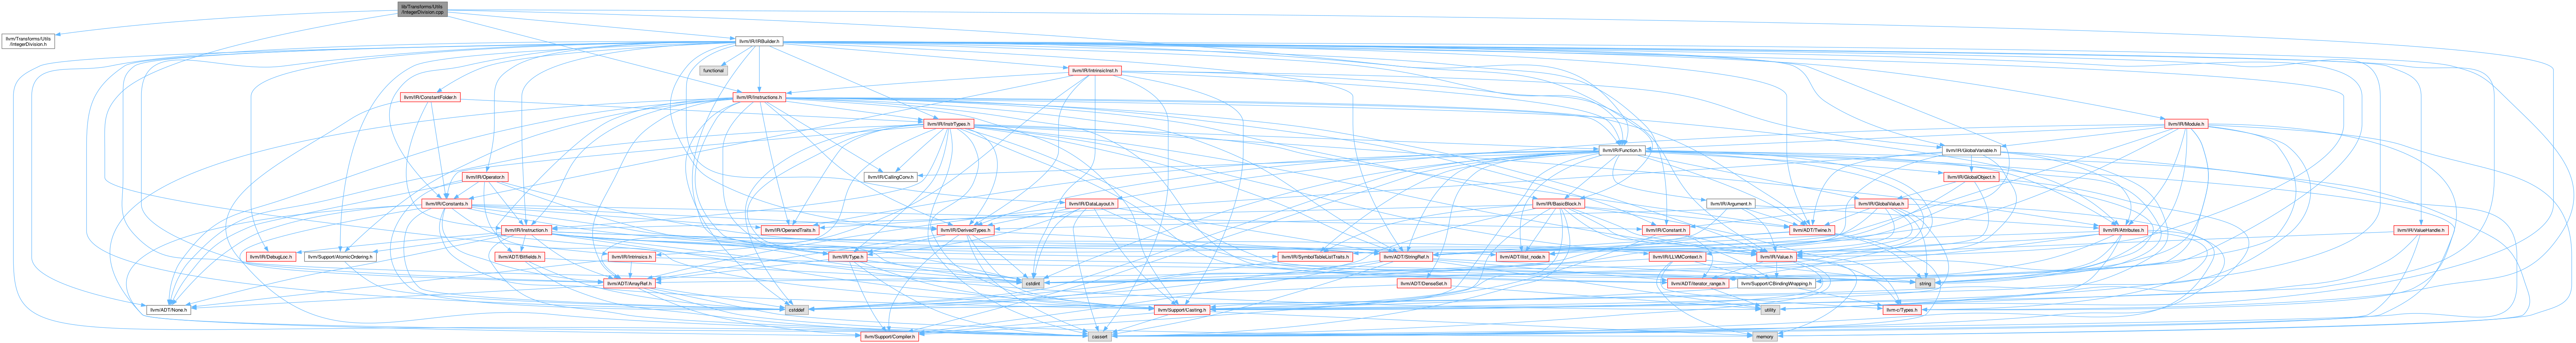 lib/Transforms/Utils
/IntegerDivision.cpp
llvm/Transforms/Utils
/IntegerDivision.h
llvm/IR/IRBuilder.h
functional
llvm/IR/IntrinsicInst.h
llvm/IR/ConstantFolder.h
llvm/IR/Instructions.h
llvm/IR/InstrTypes.h
llvm/IR/Module.h
llvm/IR/Function.h
llvm/IR/GlobalVariable.h
llvm/IR/Operator.h
llvm/IR/CallingConv.h
llvm/IR/GlobalObject.h
llvm/IR/Constants.h
llvm/IR/DataLayout.h
llvm/IR/BasicBlock.h
llvm/IR/Argument.h
llvm/IR/GlobalValue.h
llvm/IR/Instruction.h
llvm/IR/OperandTraits.h
llvm/IR/DerivedTypes.h
llvm/IR/Constant.h
llvm/ADT/Twine.h
llvm/IR/Attributes.h
llvm/IR/ValueHandle.h
llvm/IR/DebugLoc.h
llvm/Support/AtomicOrdering.h
llvm/ADT/Bitfields.h
llvm/IR/Intrinsics.h
llvm/IR/Type.h
llvm/IR/SymbolTableListTraits.h
llvm/ADT/StringRef.h
llvm/ADT/ilist_node.h
llvm/IR/LLVMContext.h
llvm/IR/Value.h
llvm/ADT/ArrayRef.h
cstdint
llvm/ADT/DenseSet.h
llvm/ADT/iterator_range.h
llvm/Support/CBindingWrapping.h
string
llvm/ADT/None.h
cstddef
llvm/Support/Casting.h
utility
llvm-c/Types.h
llvm/Support/Compiler.h
cassert
memory